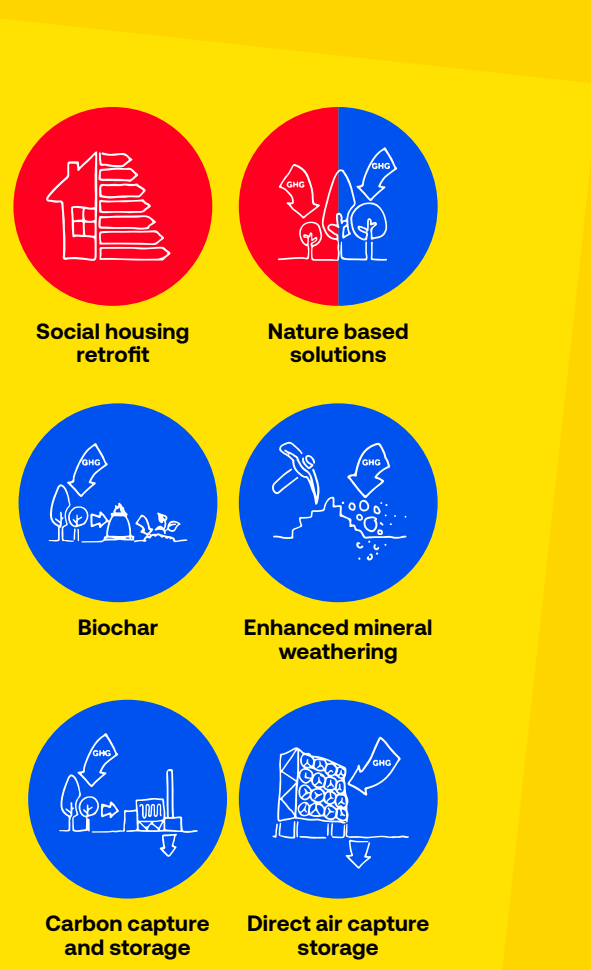 GHG
GHG
Social housing
retrofit
Nature based
solutions
GHG
GHG
Biochar
Enhanced mineral
weathering
GHG
GHG
Carbon capture
and storage
Direct air capture
storage